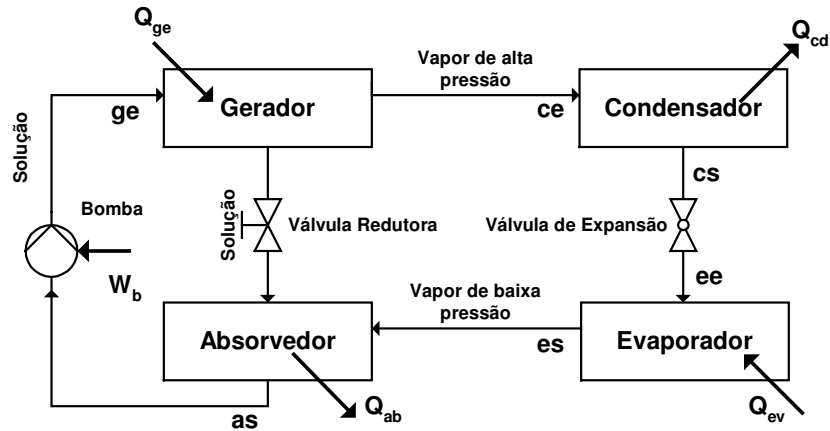 Q_ge
Q_cd
Vapor de alta
pressão
Gerador
Condensador
ge
ce
Solução
cs
Bomba
Solução
Válvula Redutora
Válvula de Expansão
W_b
ee
Vapor de baixa
pressão
Absorvedor
Evaporador
es
as
Q_ab
Q_ev